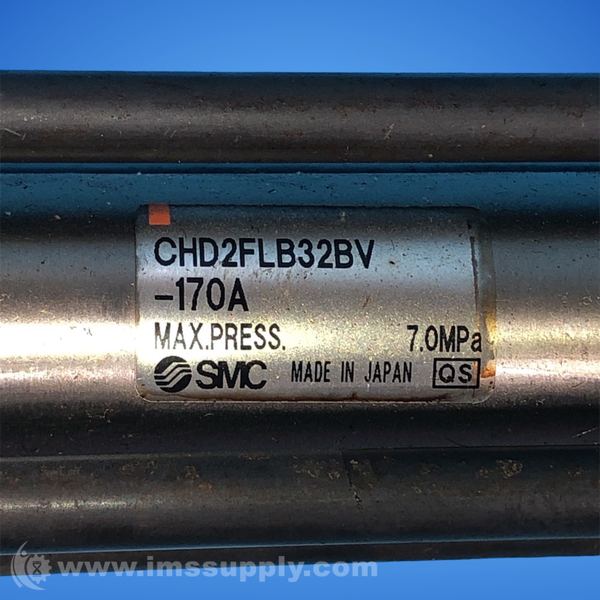 CHD2FLB32BV
-170A
MAX.PRESS. 7.0MPa
SMC MADE IN JAPAN QS
www.imssupply.com